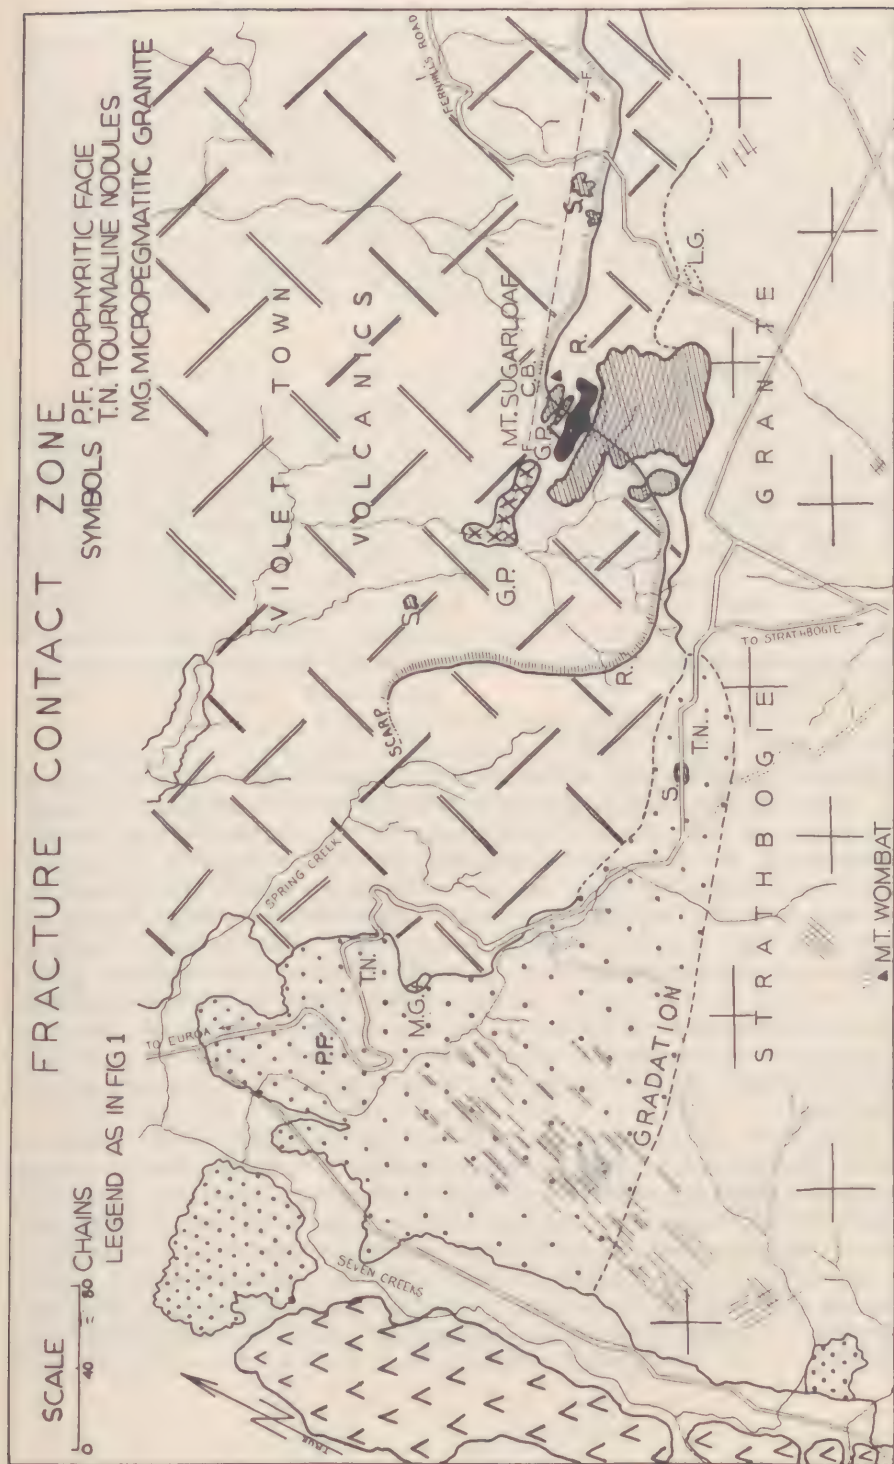 FRACTURE CONTACT ZONE
SCALE
0 40 80 CHAINS
LEGEND AS IN FIG 1
SYMBOLS P.F. PORPHYRITIC FACIE
T.N. TOURMALINE NODULES
M.G. MICROPEGMATITIC GRANITE
TRUE N
SEVEN CREEKS
TO EUROA
P.F.
T.N.
M.G.
SPRING CREEK
SCARP
S.
VIOLET TOWN
VOLCANICS
G.P.
R.
FERNHILLS ROAD
MT. SUGARLOAF
C.B.
G.P.
R.
F
F
S.
L.G.
GRADATION
S.
T.N.
TO STRATHBOGIE
STRATHBOGIE GRANITE
MT. WOMBAT